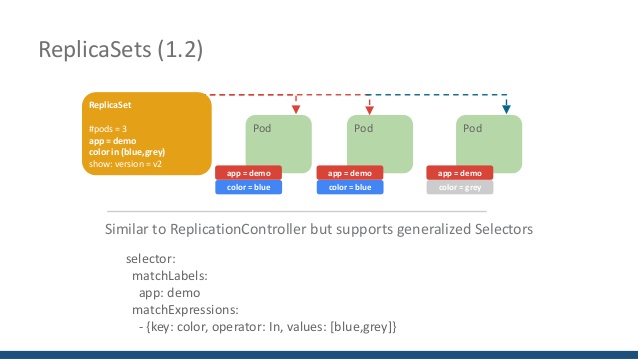 ReplicaSets (1.2)
ReplicaSet
#pods = 3
app = demo
color in (blue,grey)
show: version = v2
Pod
app = demo
color = blue
Pod
app = demo
color = blue
Pod
app = demo
color = grey
Similar to ReplicationController but supports generalized Selectors
selector:
matchLabels:
app: demo
matchExpressions:
- {key: color, operator: In, values: [blue,grey]}